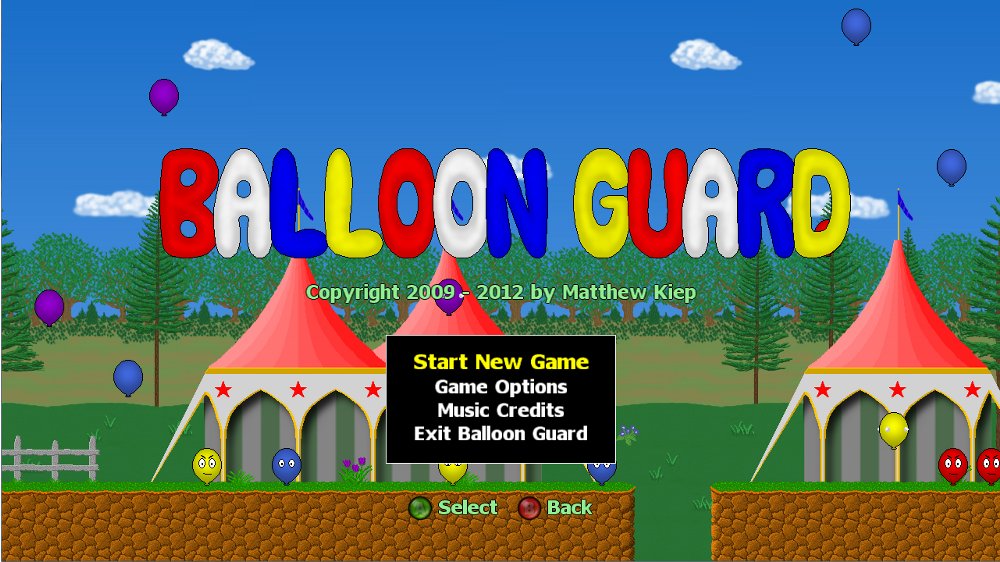 BALLOON GUARD
Copyright 2009 - 2012 by Matthew Kiep
Start New Game
Game Options
Music Credits
Exit Balloon Guard
Select Back